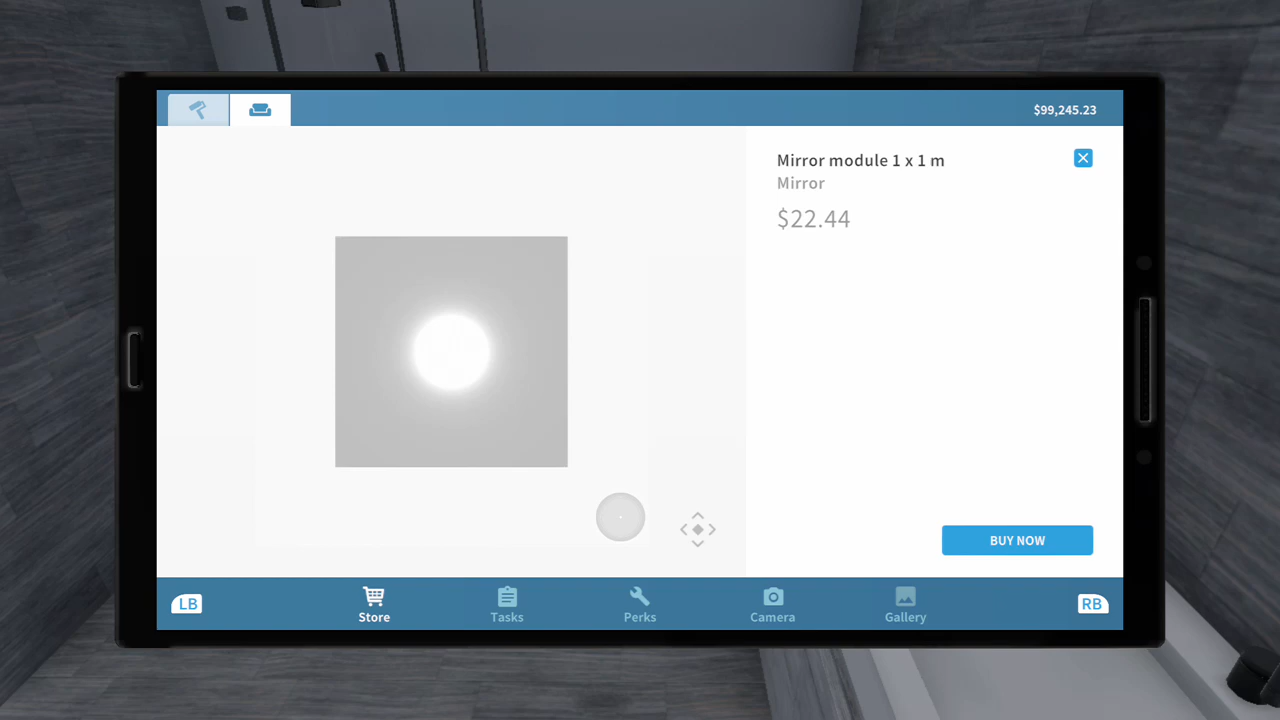 $99,245.23
Mirror module 1 x 1 m
Mirror
$22.44
BUY NOW
LB
Store
Tasks
Perks
Camera
Gallery
RB